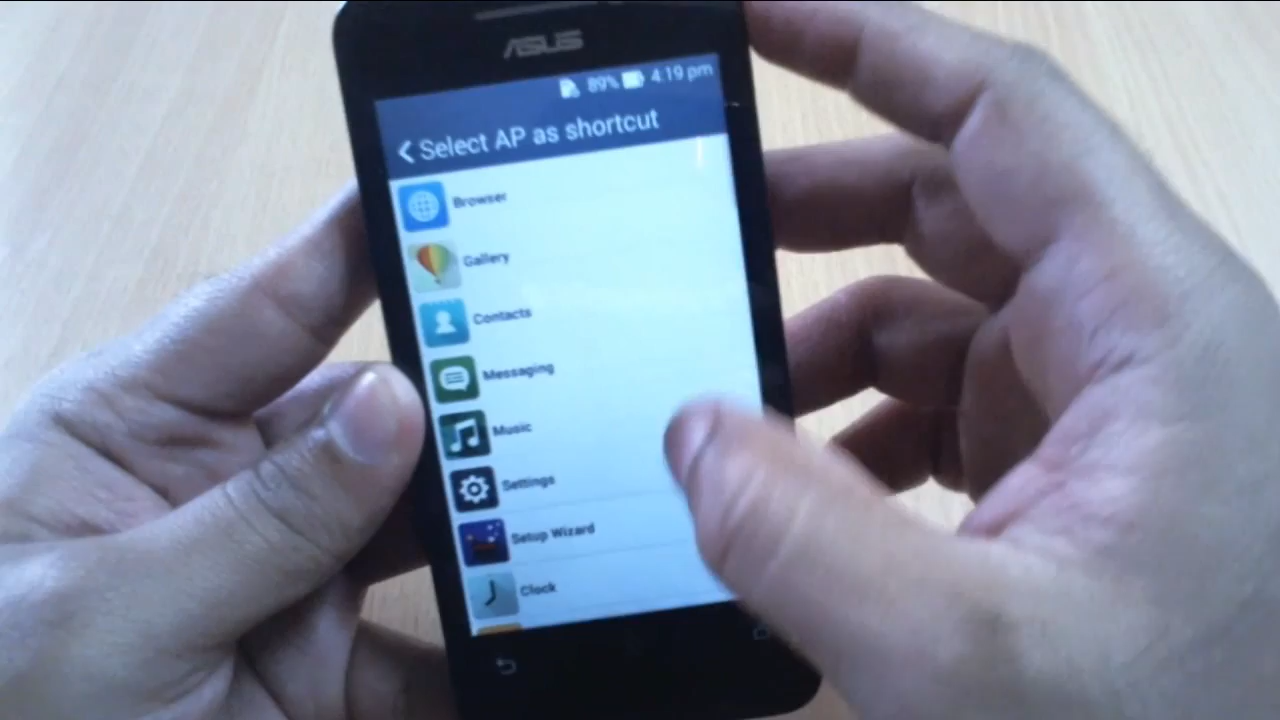 ASUS
89% 4:19 pm
Select AP as shortcut
Browser
Gallery
Contacts
Messaging
Music
Settings
Setup Wizard
Clock